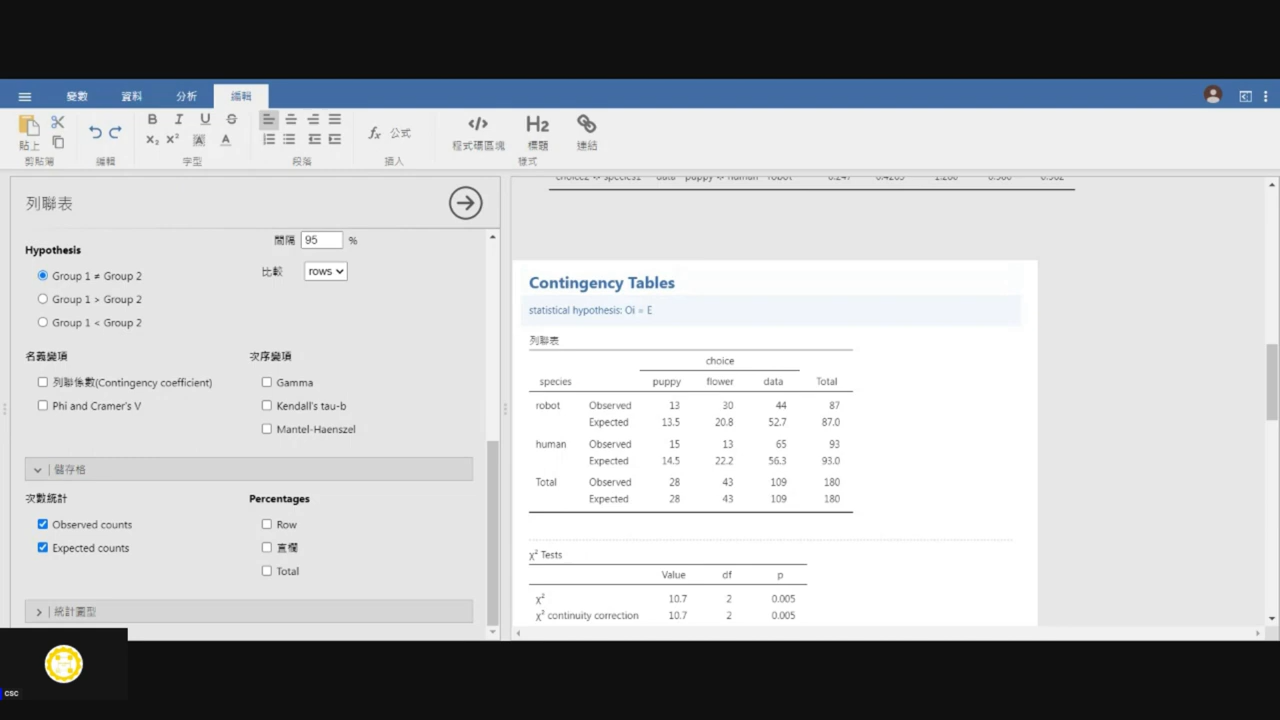 變數 資料 分析 編輯
B I U S
X₂ X² A A
fx 公式
H2
貼上 程式碼區塊 標題 連結
剪貼簿 編輯 字型 段落 插入 樣式
列聯表
間隔 95 %
Hypothesis
Group 1 ≠ Group 2
比較 rows
Group 1 > Group 2
Group 1 < Group 2
名義變項 次序變項
列聯係數(Contingency coefficient) Gamma
Phi and Cramer's V Kendall's tau-b
Mantel-Haenszel
| 儲存格
次數統計 Percentages
Observed counts Row
Expected counts 直欄
Total
| 統計圖型
csc
Contingency Tables
statistical hypothesis: Oi = E
列聯表
choice
species puppy flower data Total
robot Observed 13 30 44 87
Expected 13.5 20.8 52.7 87.0
human Observed 15 13 65 93
Expected 14.5 22.2 56.3 93.0
Total Observed 28 43 109 180
Expected 28 43 109 180
χ² Tests
Value df p
χ² 10.7 2 0.005
χ² continuity correction 10.7 2 0.005